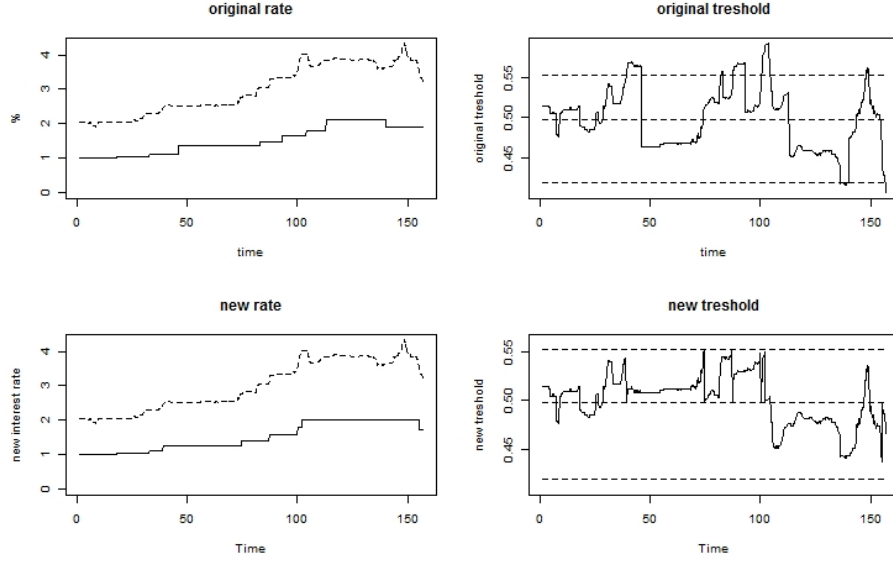 original rate
%
4
3
2
1
0
0 50 100 150
time
original treshold
original treshold
0.55
0.50
0.45
0 50 100 150
time
new rate
new interest rate
4
3
2
1
0
0 50 100 150
Time
new treshold
new treshold
0.55
0.50
0.45
0 50 100 150
Time